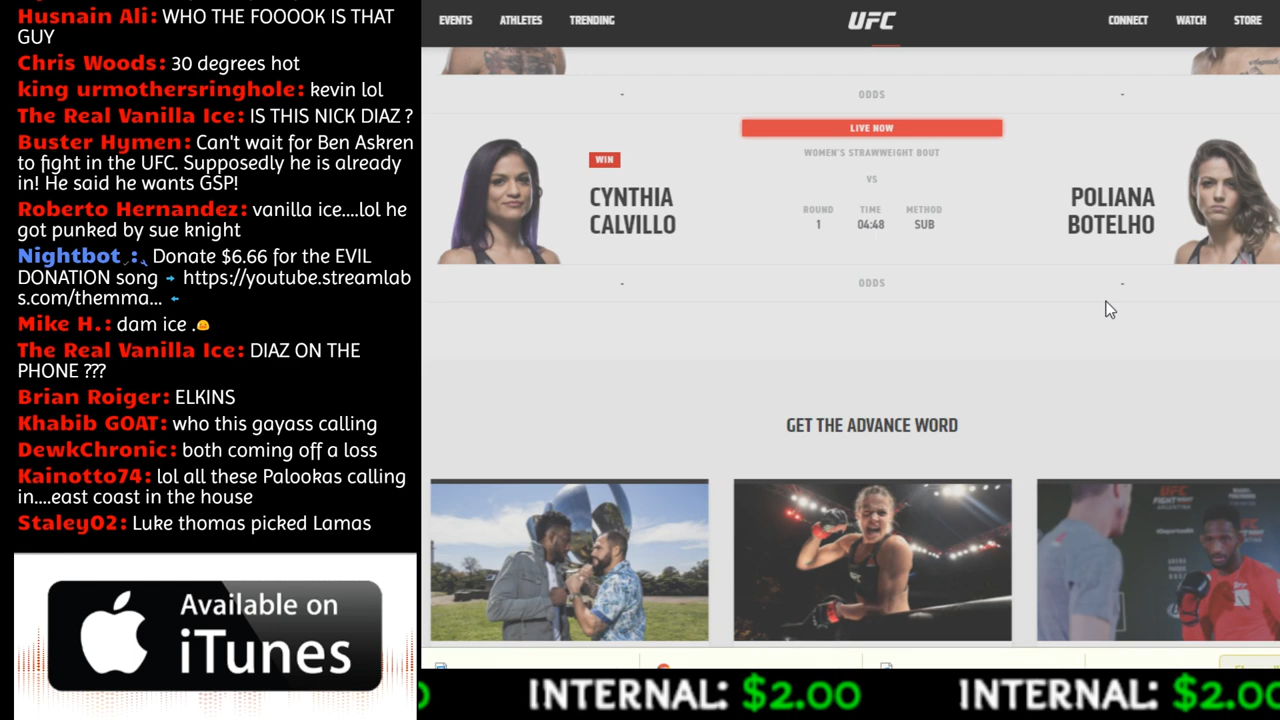 Husnain Ali: WHO THE FOOOOK IS THAT
GUY
Chris Woods: 30 degrees hot
king urmothersringhole: kevin lol
The Real Vanilla Ice: IS THIS NICK DIAZ ?
Buster Hymen: Can't wait for Ben Askren
to fight in the UFC. Supposedly he is already
in! He said he wants GSP!
Roberto Hernandez: vanilla ice....lol he
got punked by sue knight
Nightbot: Donate $6.66 for the EVIL
DONATION song → https://youtube.streamlab
s.com/themma... ←
Mike H.: dam ice .
The Real Vanilla Ice: DIAZ ON THE
PHONE ???
Brian Roiger: ELKINS
Khabib GOAT: who this gayass calling
DewkChronic: both coming off a loss
Kainotto74: lol all these Palookas calling
in....east coast in the house
Staley02: Luke thomas picked Lamas
Available on
iTunes
EVENTS ATHLETES TRENDING UFC CONNECT WATCH STORE
- ODDS -
LIVE NOW
WOMEN'S STRAWWEIGHT BOUT
WIN
VS
CYNTHIA
CALVILLO
ROUND TIME METHOD
1 04:48 SUB
POLIANA
BOTELHO
- ODDS -
GET THE ADVANCE WORD
UFC
FIGHT NIGHT
ARGENTINA
INTERNAL: $2.00 INTERNAL: $2.00